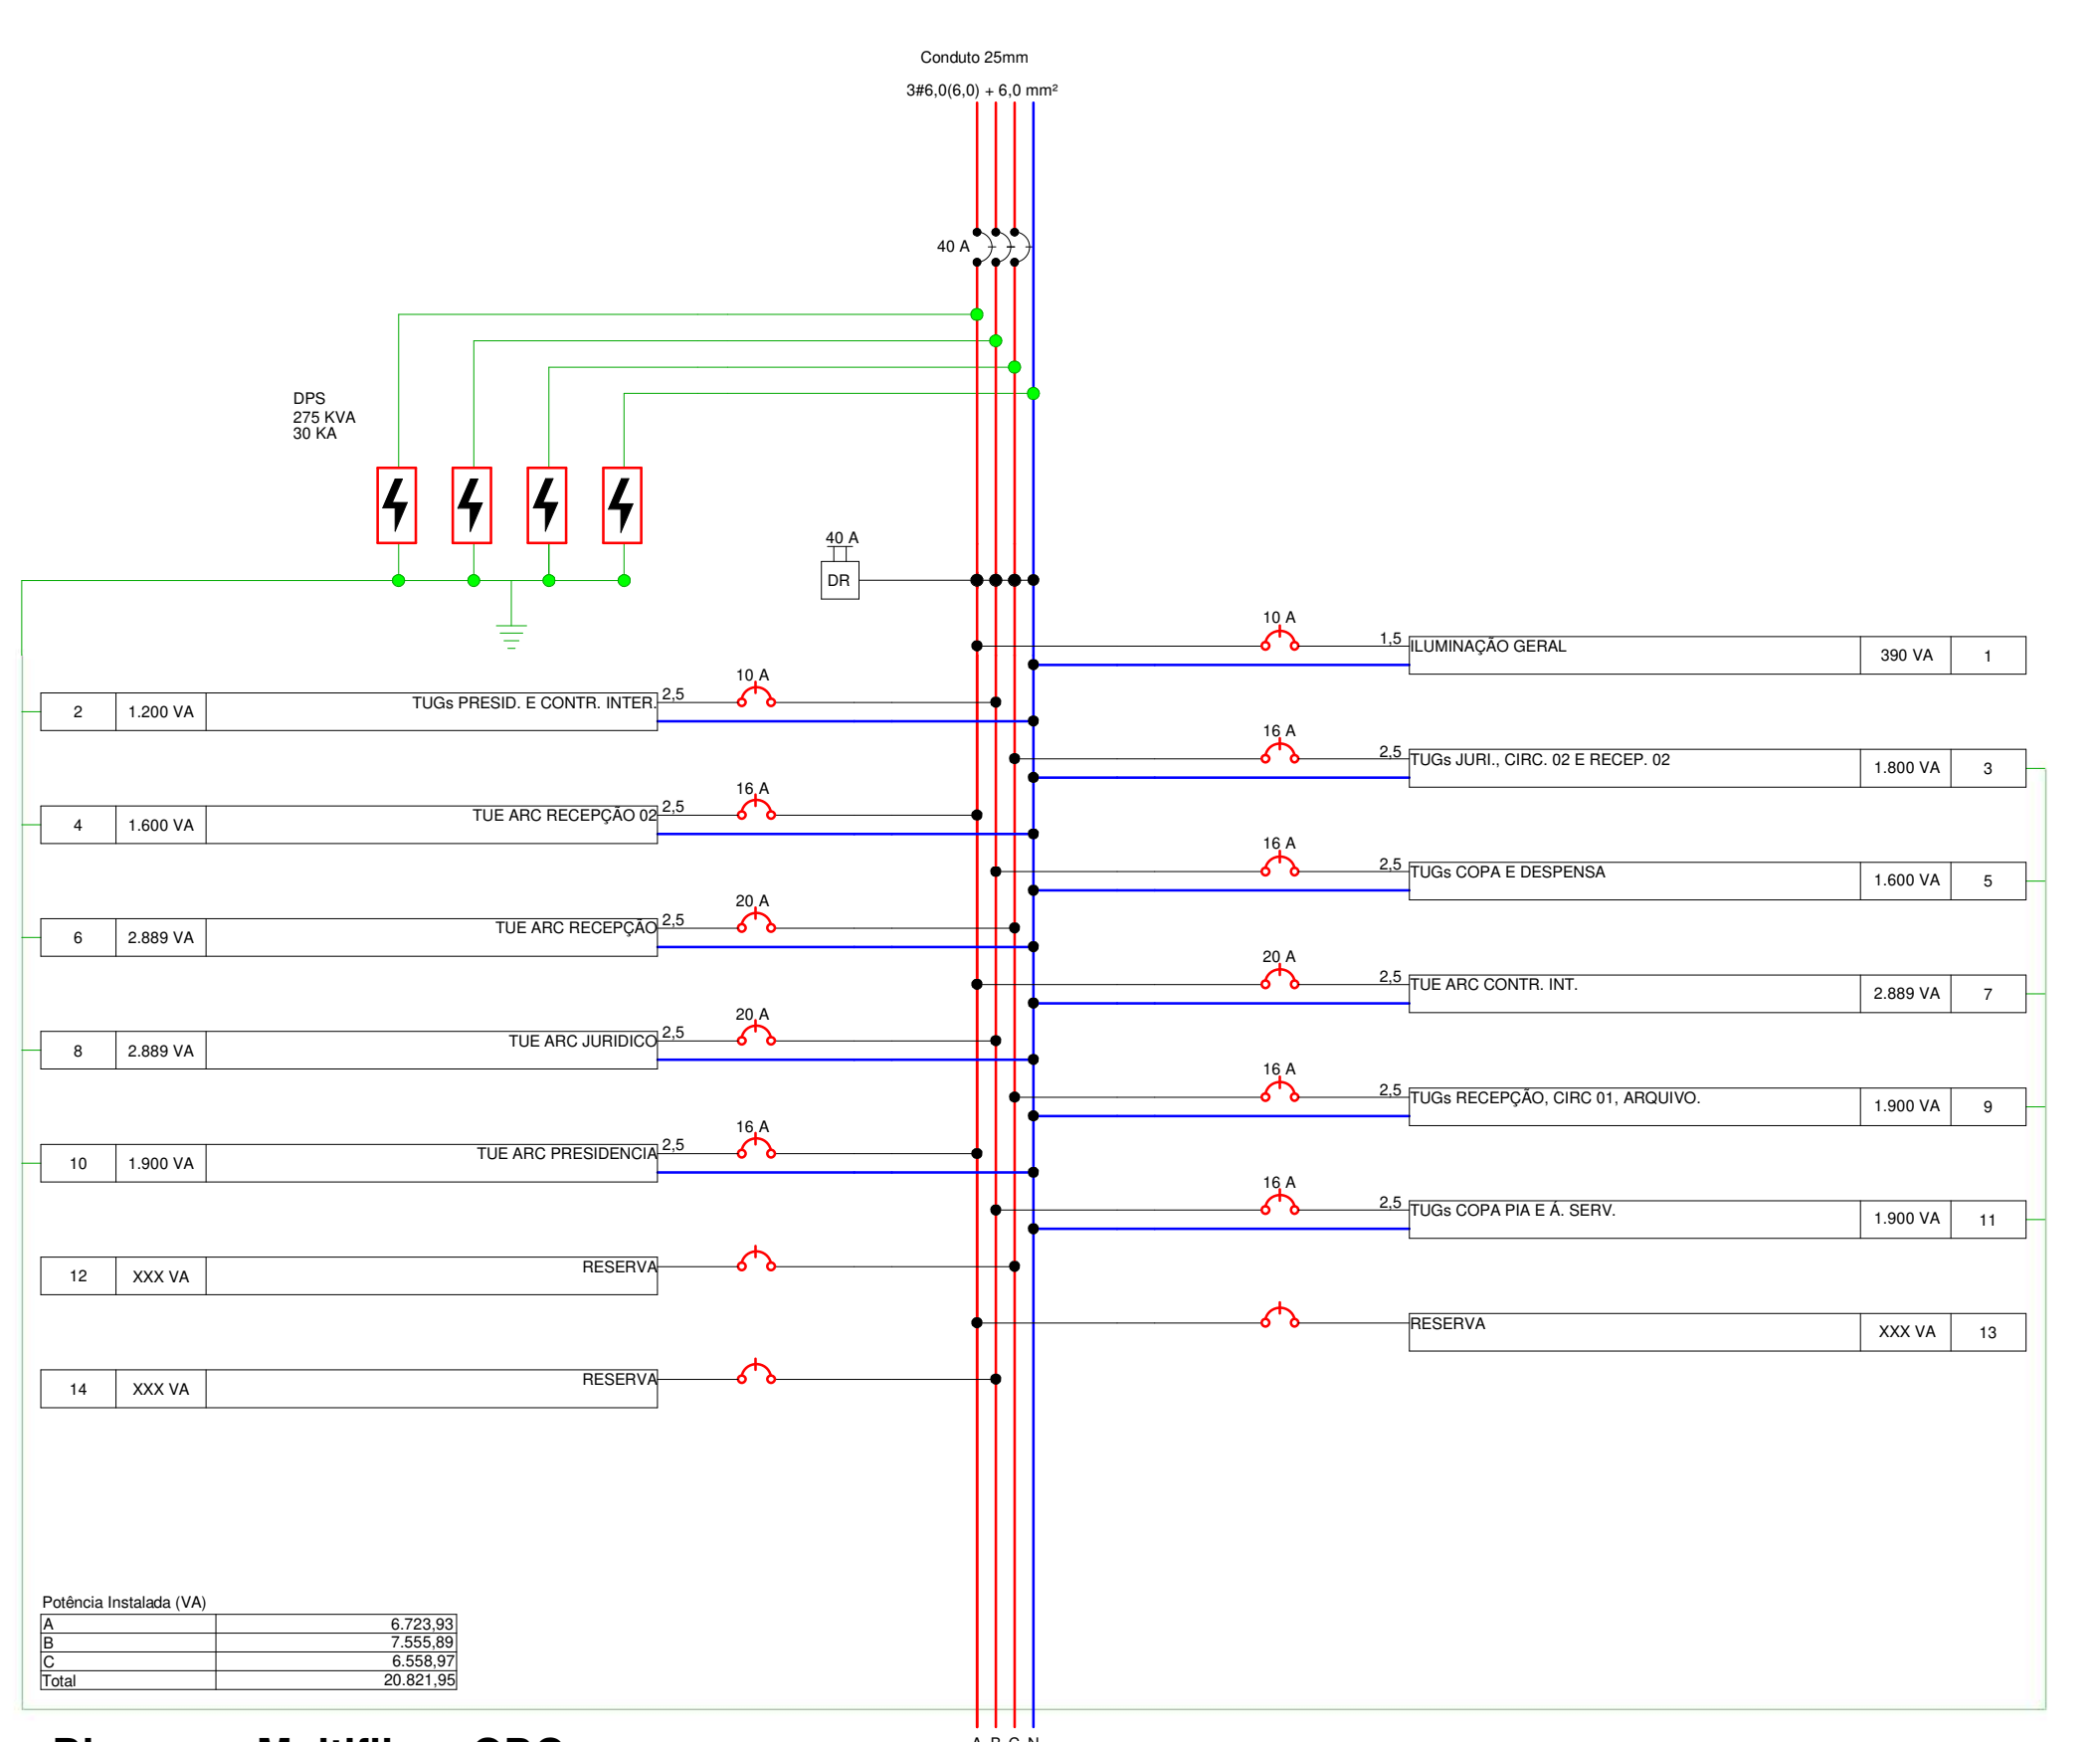 Conduto 25mm
3#6,0(6,0) + 6,0 mm²
40 A
DPS
275 KVA
30 KA
40 A
DR
10 A
1,5 ILUMINAÇÃO GERAL 390 VA 1
10 A
2 1.200 VA TUGs PRESID. E CONTR. INTER. 2,5
16 A
2,5 TUGs JURI., CIRC. 02 E RECEP. 02 1.800 VA 3
16 A
4 1.600 VA TUE ARC RECEPÇÃO 02 2,5
16 A
2,5 TUGs COPA E DESPENSA 1.600 VA 5
20 A
6 2.889 VA TUE ARC RECEPÇÃO 2,5
20 A
2,5 TUE ARC CONTR. INT. 2.889 VA 7
20 A
8 2.889 VA TUE ARC JURIDICO 2,5
16 A
2,5 TUGs RECEPÇÃO, CIRC 01, ARQUIVO. 1.900 VA 9
16 A
10 1.900 VA TUE ARC PRESIDENCIA 2,5
16 A
2,5 TUGs COPA PIA E Á. SERV. 1.900 VA 11
12 XXX VA RESERVA
RESERVA XXX VA 13
14 XXX VA RESERVA
Potência Instalada (VA)
A 6.723,93
B 7.555,89
C 6.558,97
Total 20.821,95